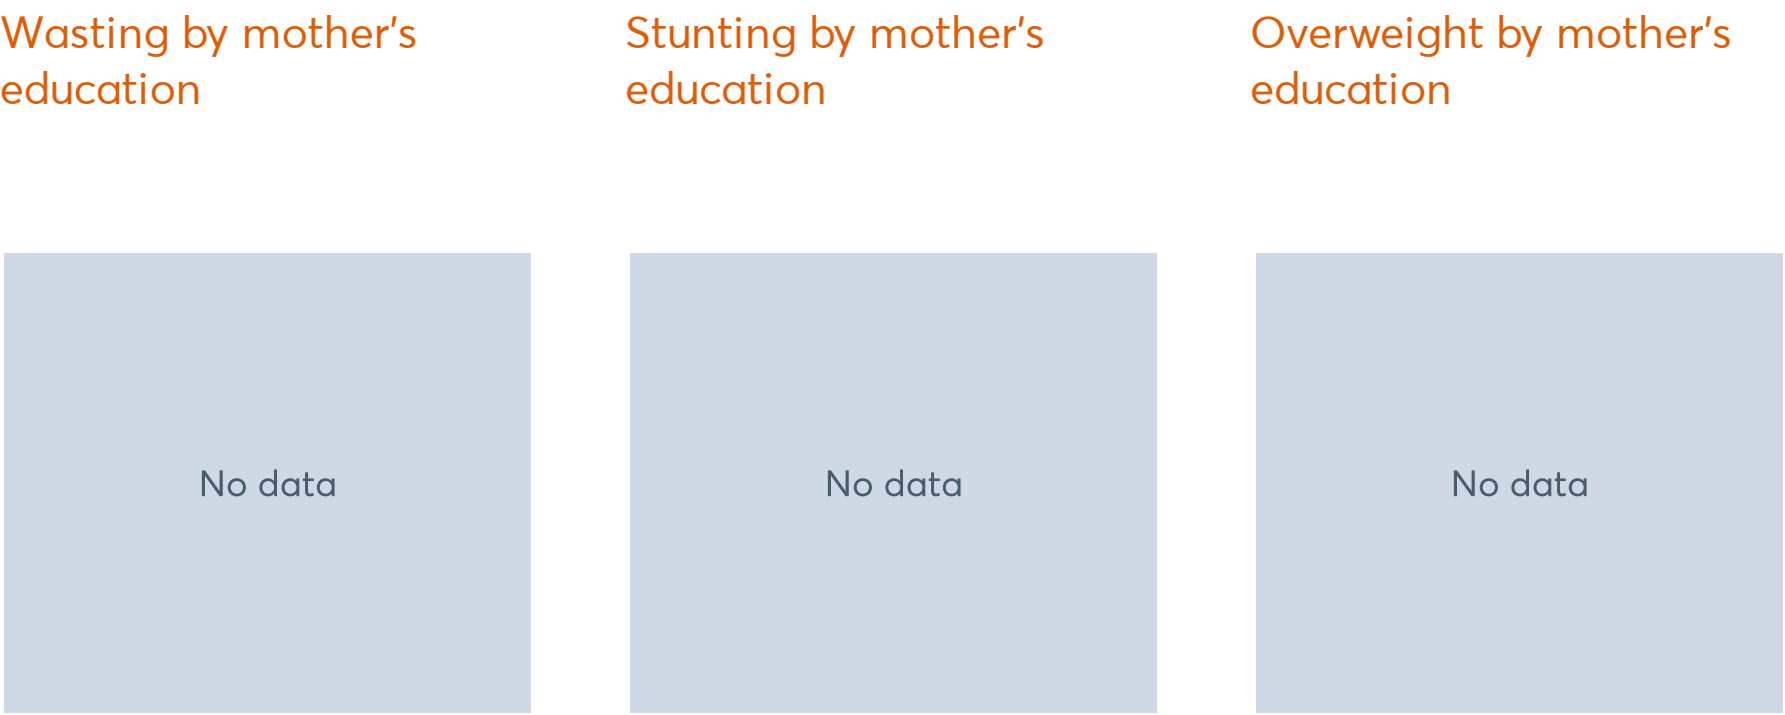 Wasting by mother's
education
Stunting by mother's
education
Overweight by mother's
education
No data
No data
No data